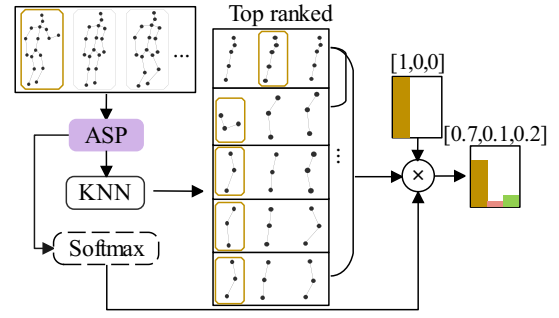 Top ranked
...
[1,0,0]
ASP
[0.7,0.1,0.2]
...
KNN
×
Softmax